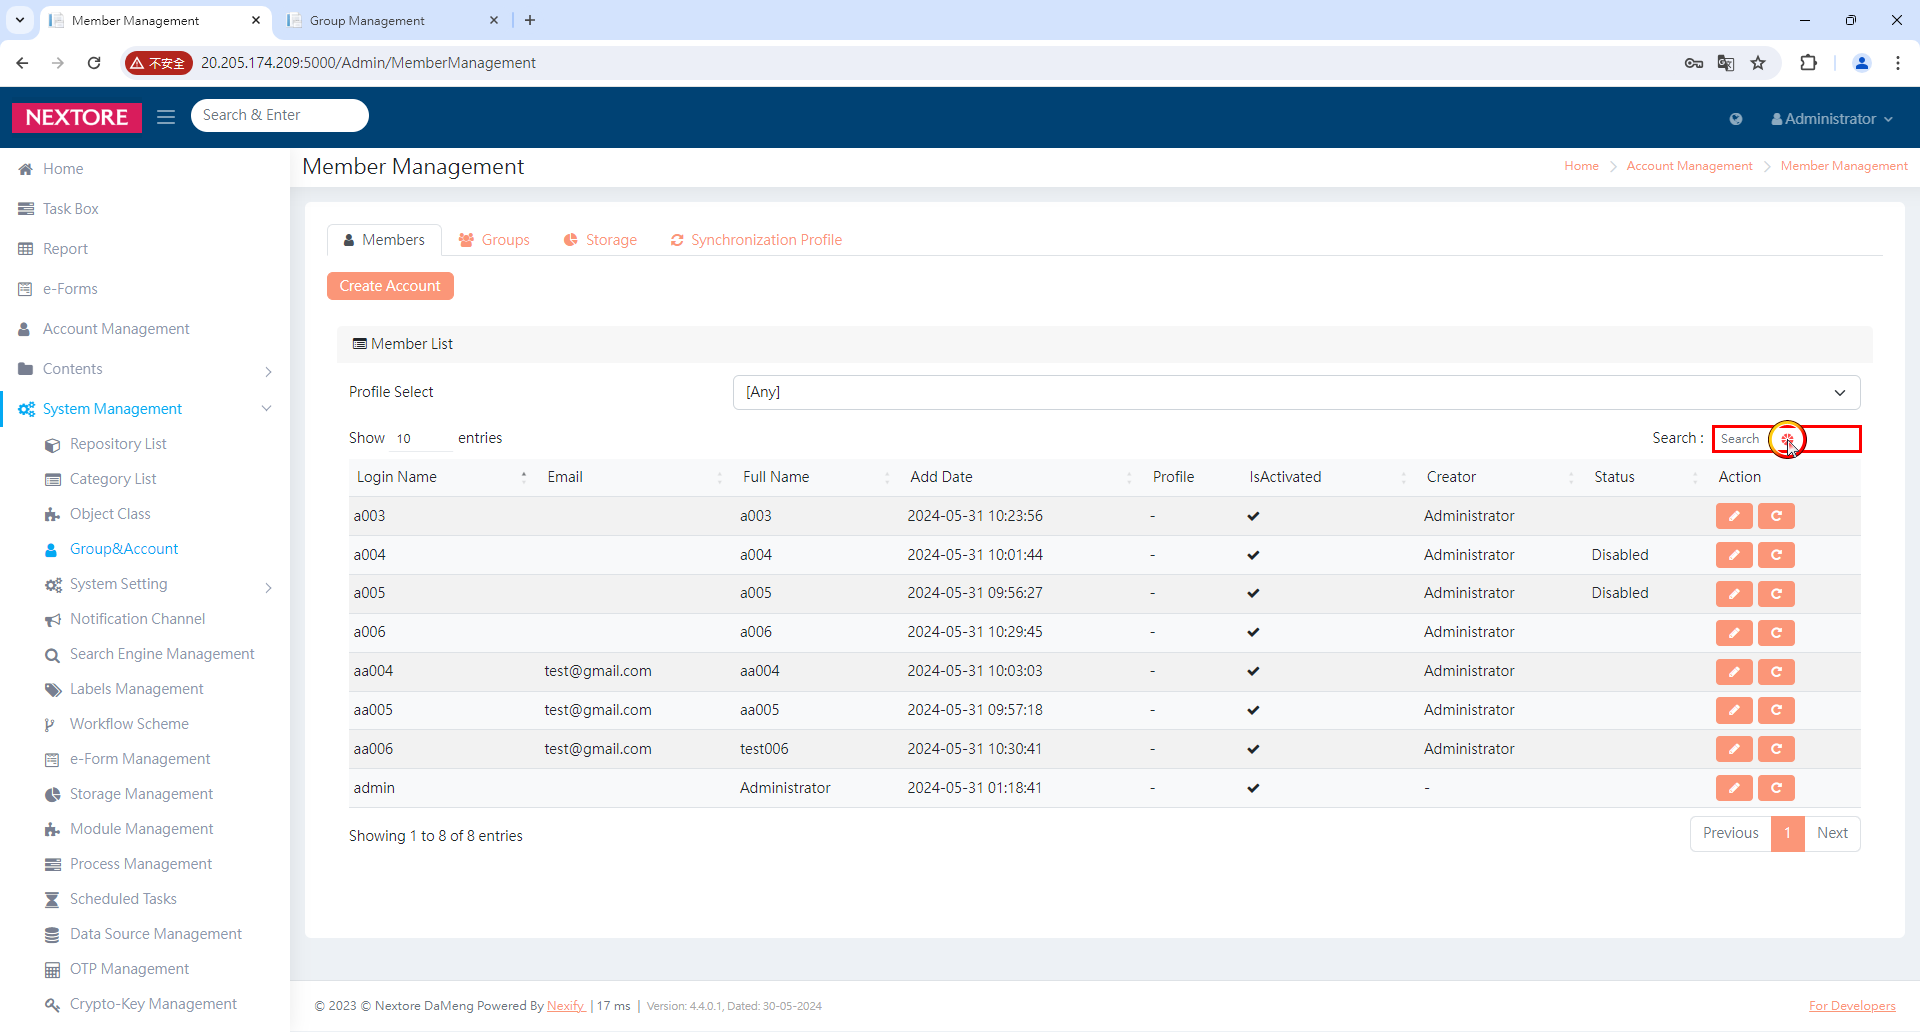 Member Management
Group Management
不安全
20.205.174.209:5000/Admin/MemberManagement
NEXTORE
Search & Enter
Administrator
Home
Task Box
Report
e-Forms
Account Management
Contents
System Management
Repository List
Category List
Object Class
Group&Account
System Setting
Notification Channel
Search Engine Management
Labels Management
Workflow Scheme
e-Form Management
Storage Management
Module Management
Process Management
Scheduled Tasks
Data Source Management
OTP Management
Crypto-Key Management
Member Management
Home > Account Management > Member Management
Members Groups Storage Synchronization Profile
Create Account
Member List
Profile Select [Any]
Show 10 entries Search : Search
Login Name Email Full Name Add Date Profile IsActivated Creator Status Action
a003 a003 2024-05-31 10:23:56 - ✔ Administrator
a004 a004 2024-05-31 10:01:44 - ✔ Administrator Disabled
a005 a005 2024-05-31 09:56:27 - ✔ Administrator Disabled
a006 a006 2024-05-31 10:29:45 - ✔ Administrator
aa004 test@gmail.com aa004 2024-05-31 10:03:03 - ✔ Administrator
aa005 test@gmail.com aa005 2024-05-31 09:57:18 - ✔ Administrator
aa006 test@gmail.com test006 2024-05-31 10:30:41 - ✔ Administrator
admin Administrator 2024-05-31 01:18:41 - ✔ -
Showing 1 to 8 of 8 entries
Previous 1 Next
© 2023 © Nextore DaMeng Powered By Nexify | 17 ms | Version: 4.4.0.1, Dated: 30-05-2024
For Developers